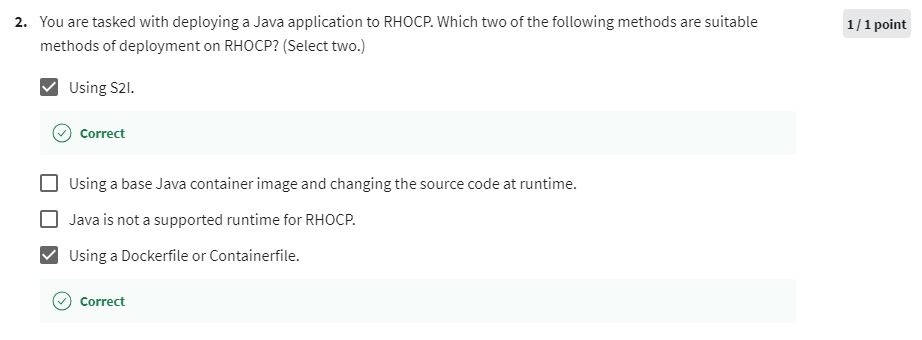 2. You are tasked with deploying a Java application to RHOCP. Which two of the following methods are suitable
methods of deployment on RHOCP? (Select two.)
1 / 1 point
Using S2I.
Correct
Using a base Java container image and changing the source code at runtime.
Java is not a supported runtime for RHOCP.
Using a Dockerfile or Containerfile.
Correct